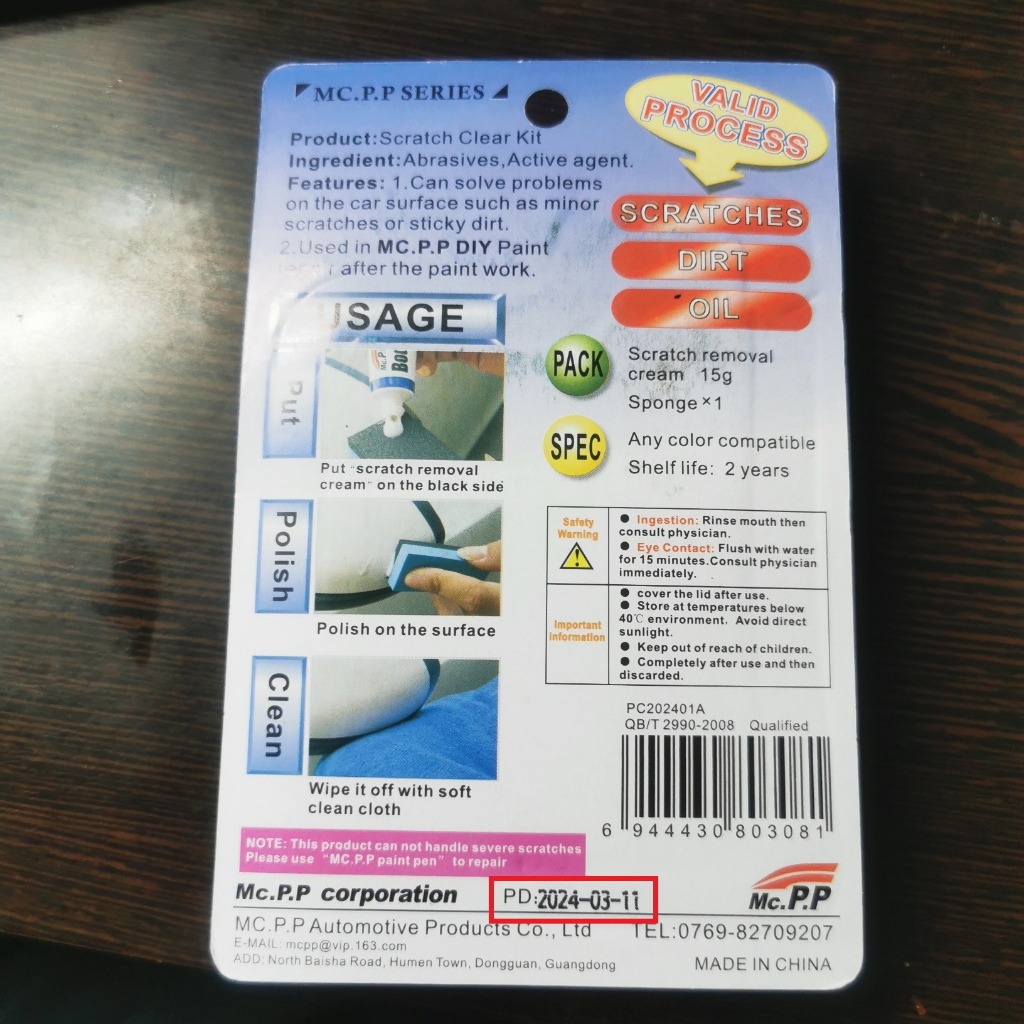 MC.P.P SERIES
Product:Scratch Clear Kit
Ingredient:Abrasives,Active agent.
Features: 1.Can solve problems
on the car surface such as minor
scratches or sticky dirt.
2.Used in MC.P.P DIY Paint
after the paint work.
VALID
PROCESS
SCRATCHES
DIRT
OIL
USAGE
Put
Put "scratch removal
cream" on the black side
Polish
Polish on the surface
Clean
Wipe it off with soft
clean cloth
PACK
Scratch removal
cream 15g
Sponge×1
SPEC
Any color compatible
Shelf life: 2 years
Safety
Warning
● Ingestion: Rinse mouth then
consult physician.
● Eye Contact: Flush with water
for 15 minutes.Consult physician
immediately.
Important
information
● cover the lid after use.
● Store at temperatures below
40℃ environment. Avoid direct
sunlight.
● Keep out of reach of children.
● Completely after use and then
discarded.
PC202401A
QB/T 2990-2008 Qualified
6 944430 803081
NOTE: This product can not handle severe scratches
Please use "MC.P.P paint pen" to repair
Mc.P.P corporation
PD:2024-03-11
Mc.P.P
MC.P.P Automotive Products Co., Ltd
TEL:0769-82709207
E-MAIL: mcpp@vip.163.com
ADD: North Baisha Road, Humen Town, Dongguan, Guangdong
MADE IN CHINA